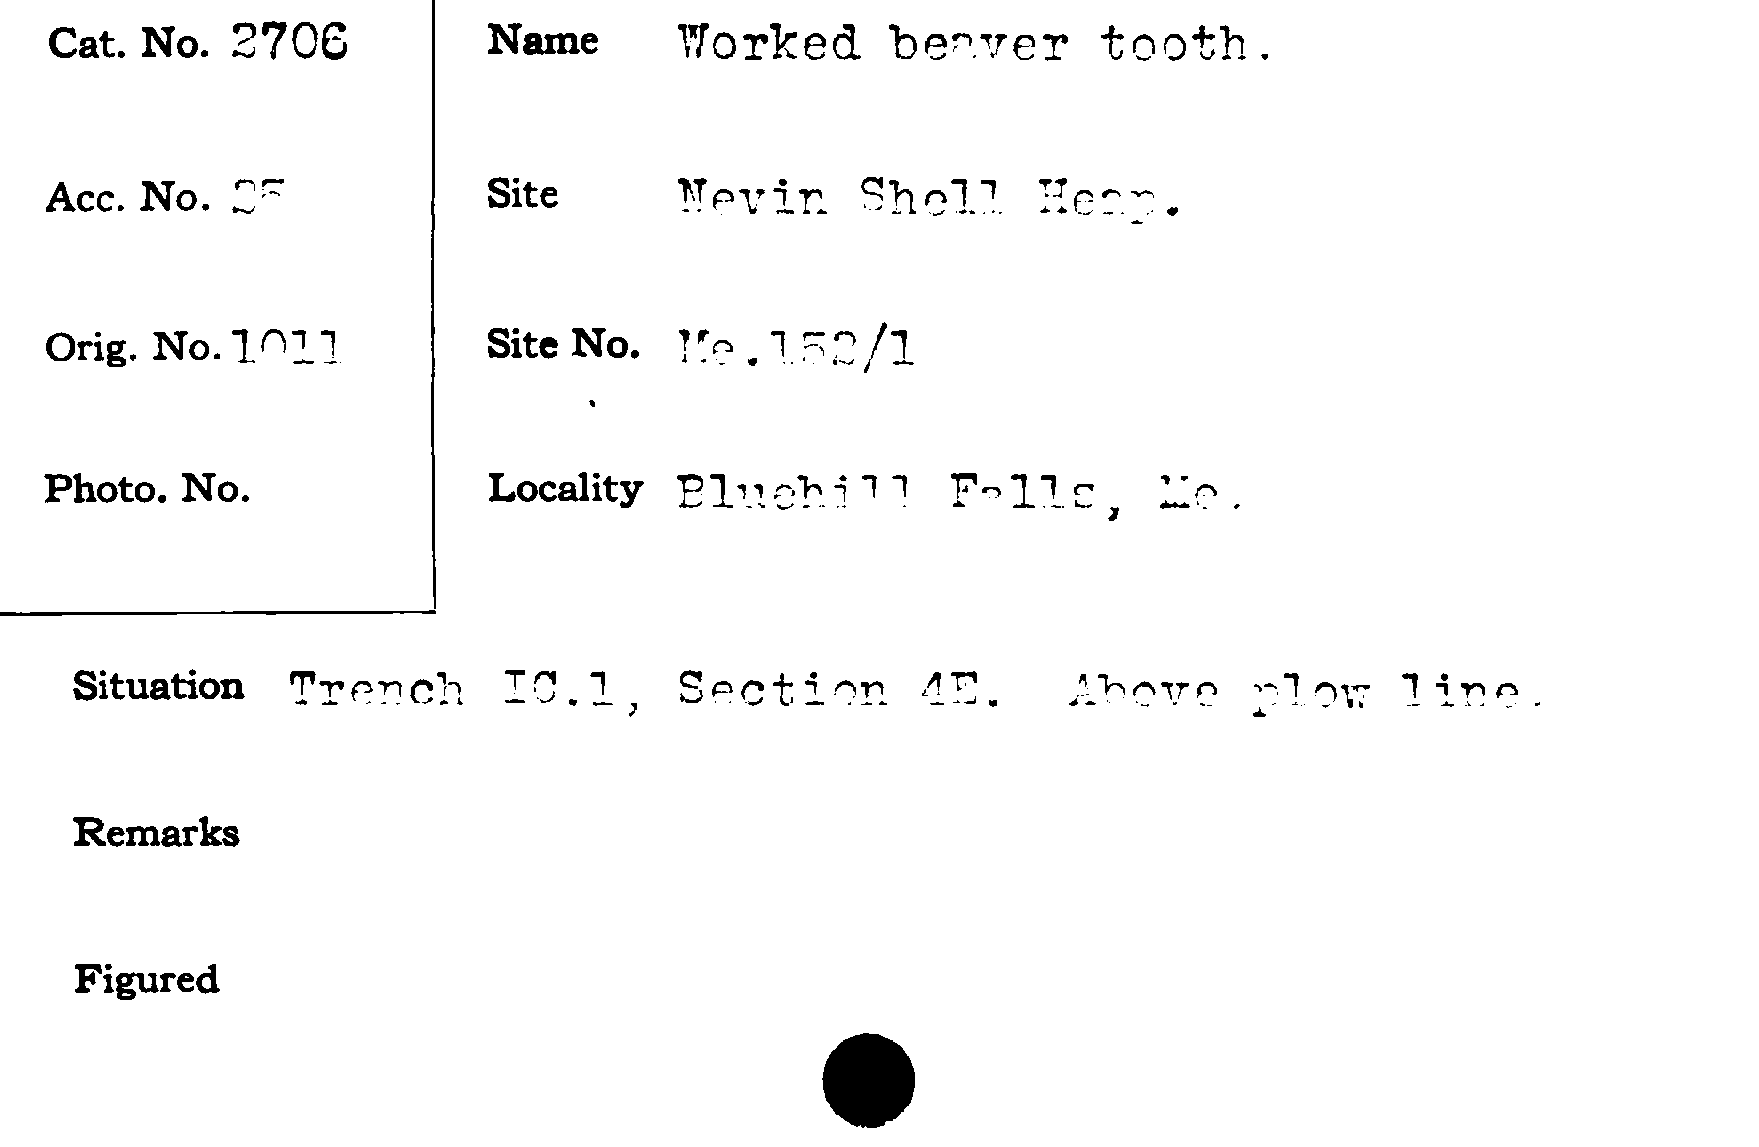 Cat. No. 2706
Name Worked beaver tooth.
Acc. No. 25
Site Nevin Shell Heap.
Orig. No. 1011
Site No. Me.152/1
Photo. No.
Locality Bluehill Falls, Me.
Situation Trench IC.1, Section 4E. Above plow line.
Remarks
Figured